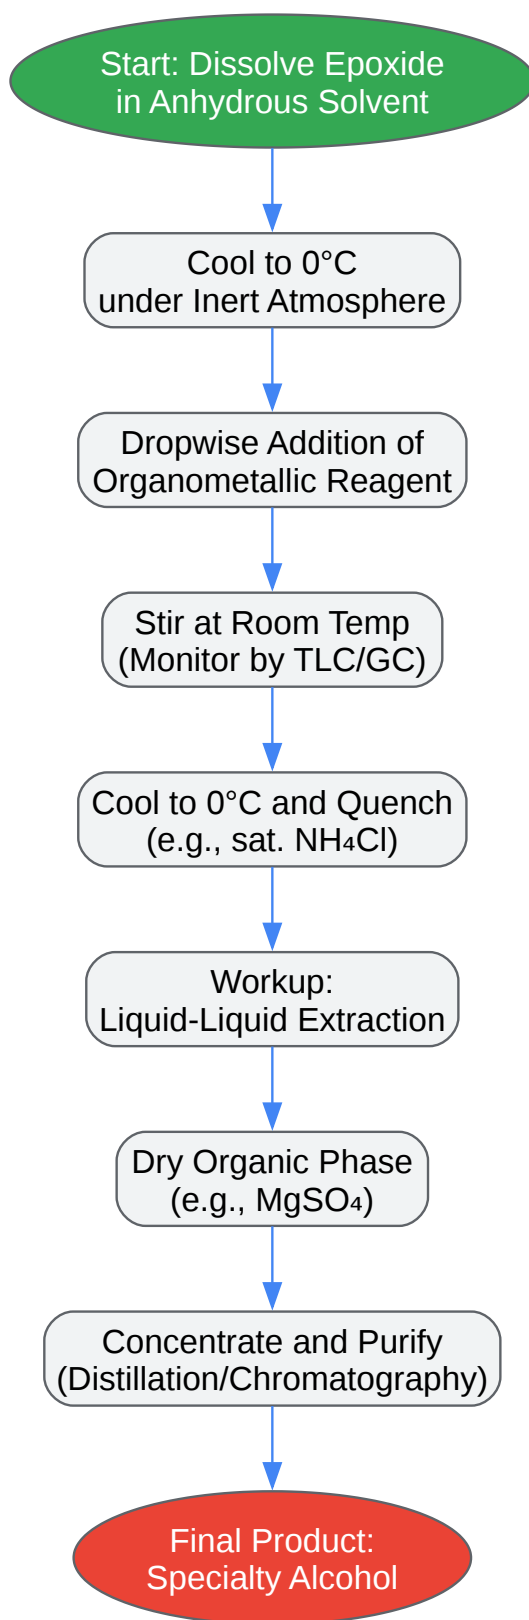 Start: Dissolve Epoxide
in Anhydrous Solvent
Cool to 0°C
under Inert Atmosphere
Dropwise Addition of
Organometallic Reagent
Stir at Room Temp
(Monitor by TLC/GC)
Cool to 0°C and Quench
(e.g., sat. NH₄Cl)
Workup:
Liquid-Liquid Extraction
Dry Organic Phase
(e.g., MgSO₄)
Concentrate and Purify
(Distillation/Chromatography)
Final Product:
Specialty Alcohol